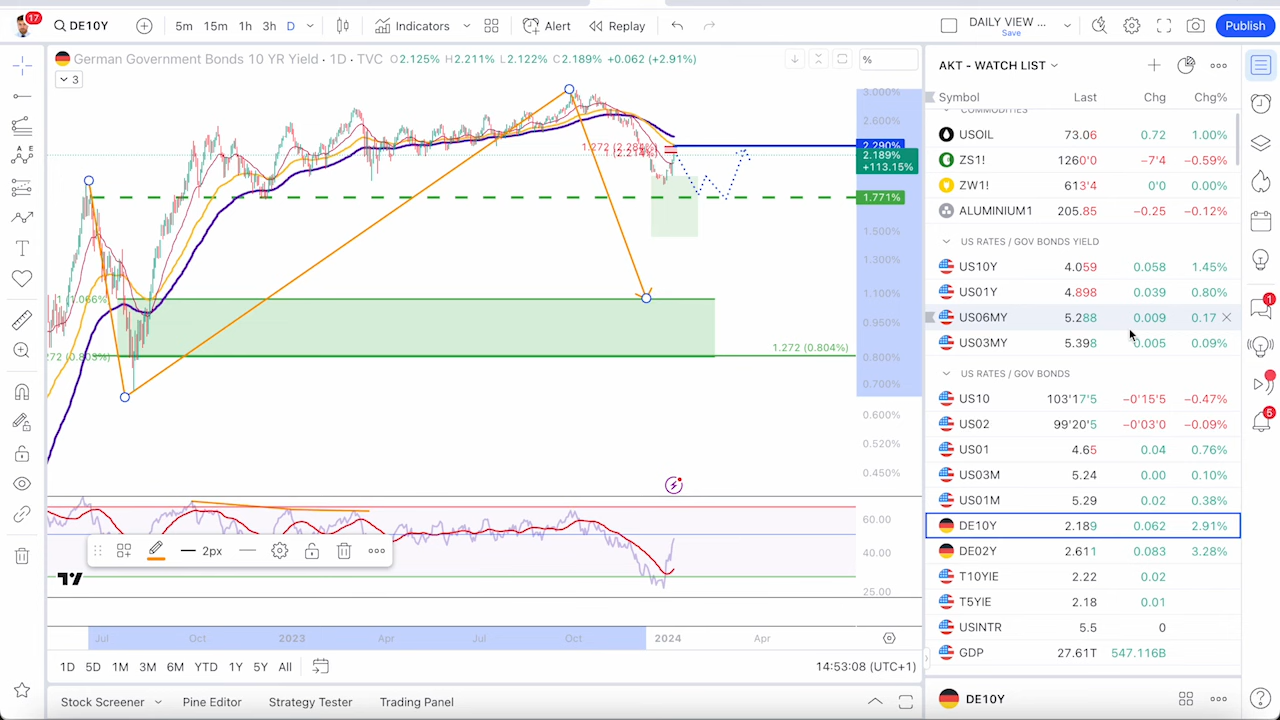 17
DE10Y
5m 15m 1h 3h D
Indicators
Alert
Replay
DAILY VIEW ...
Save
Publish
German Government Bonds 10 YR Yield · 1D · TVC O2.125% H2.211% L2.122% C2.189% +0.062 (+2.91%)
%
3
3.000%
2.600%
2.290%
2.189%
+113.15%
1.771%
1.500%
1.300%
1.100%
0.950%
0.800%
0.700%
0.600%
0.520%
0.450%
1 (1.066%)
1.272 (0.804%)
60.00
40.00
25.00
2px
Jul Oct 2023 Apr Jul Oct 2024 Apr
1D 5D 1M 3M 6M YTD 1Y 5Y All
14:53:08 (UTC+1)
Stock Screener Pine Editor Strategy Tester Trading Panel
AKT - WATCH LIST
Symbol Last Chg Chg%
COMMODITIES
USOIL 73.06 0.72 1.00%
ZS1! 1260'0 −7'4 −0.59%
ZW1! 613'4 0'0 0.00%
ALUMINIUM1 205.85 −0.25 −0.12%
US RATES / GOV BONDS YIELD
US10Y 4.059 0.058 1.45%
US01Y 4.898 0.039 0.80%
US06MY 5.288 0.009 0.17
US03MY 5.398 0.005 0.09%
US RATES / GOV BONDS
US10 103'17'5 −0'15'5 −0.47%
US02 99'20'5 −0'03'0 −0.09%
US01 4.65 0.04 0.76%
US03M 5.24 0.00 0.10%
US01M 5.29 0.02 0.38%
DE10Y 2.189 0.062 2.91%
DE02Y 2.611 0.083 3.28%
T10YIE 2.22 0.02
T5YIE 2.18 0.01
USINTR 5.5 0
GDP 27.61T 547.116B
DE10Y
1
5